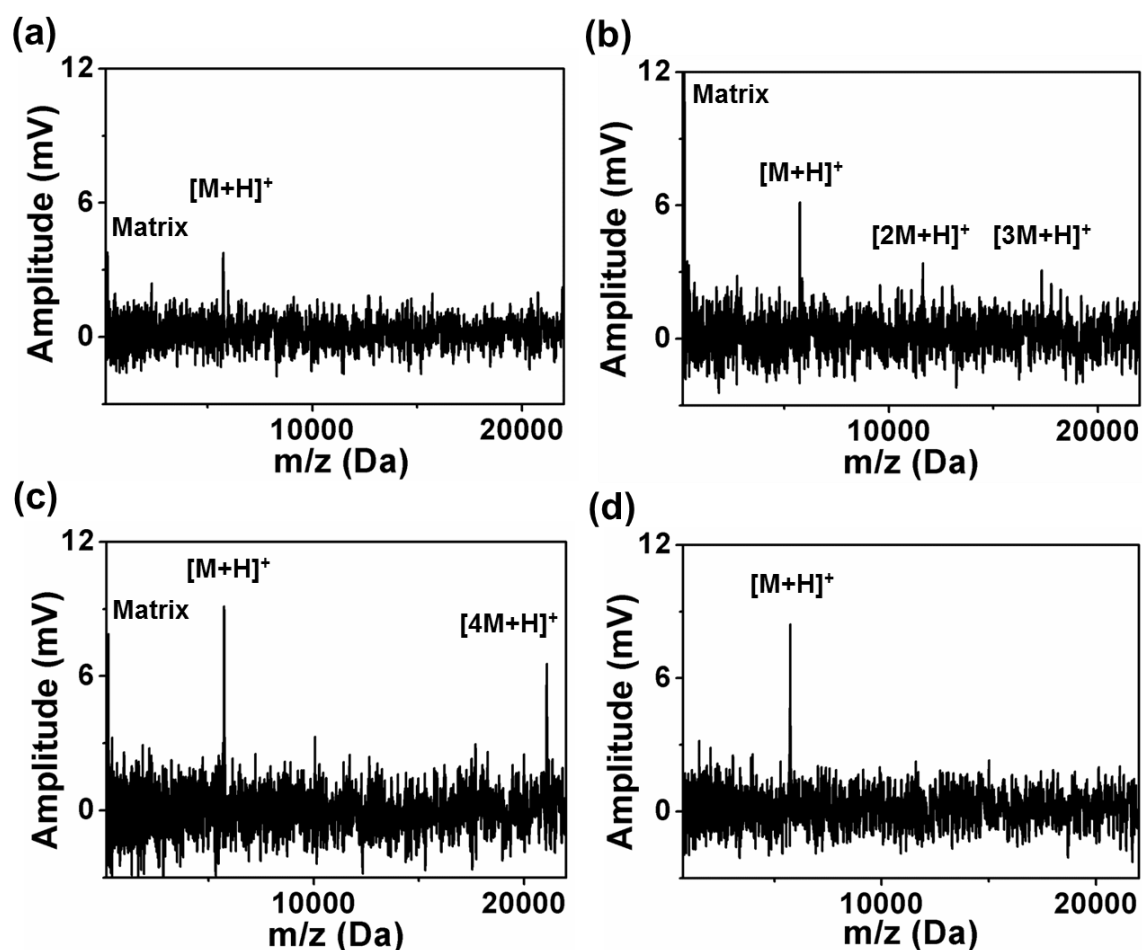 (a)
12
6
0
Amplitude (mV)
Matrix
[M+H]⁺
10000
20000
m/z (Da)
(b)
12
6
0
Amplitude (mV)
Matrix
[M+H]⁺
[2M+H]⁺
[3M+H]⁺
10000
20000
m/z (Da)
(c)
12
6
0
Amplitude (mV)
Matrix
[M+H]⁺
[4M+H]⁺
10000
20000
m/z (Da)
(d)
12
6
0
Amplitude (mV)
[M+H]⁺
10000
20000
m/z (Da)